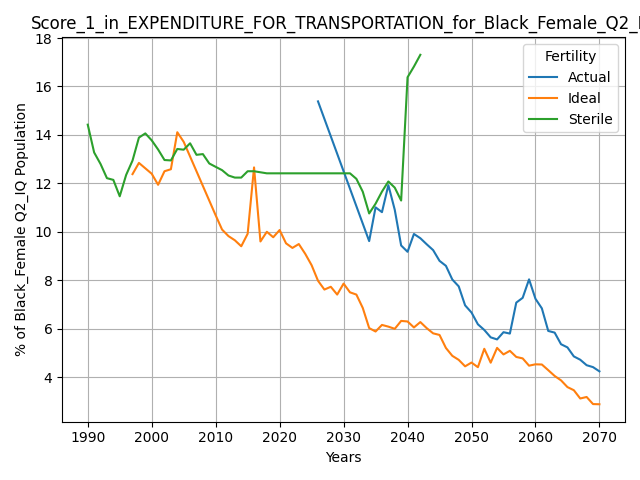 Score_1_in_EXPENDITURE_FOR_TRANSPORTATION_for_Black_Female_Q2_I
18
16
14
12
10
8
6
4
% of Black_Female Q2_IQ Population
Fertility
Actual
Ideal
Sterile
1990 2000 2010 2020 2030 2040 2050 2060 2070
Years